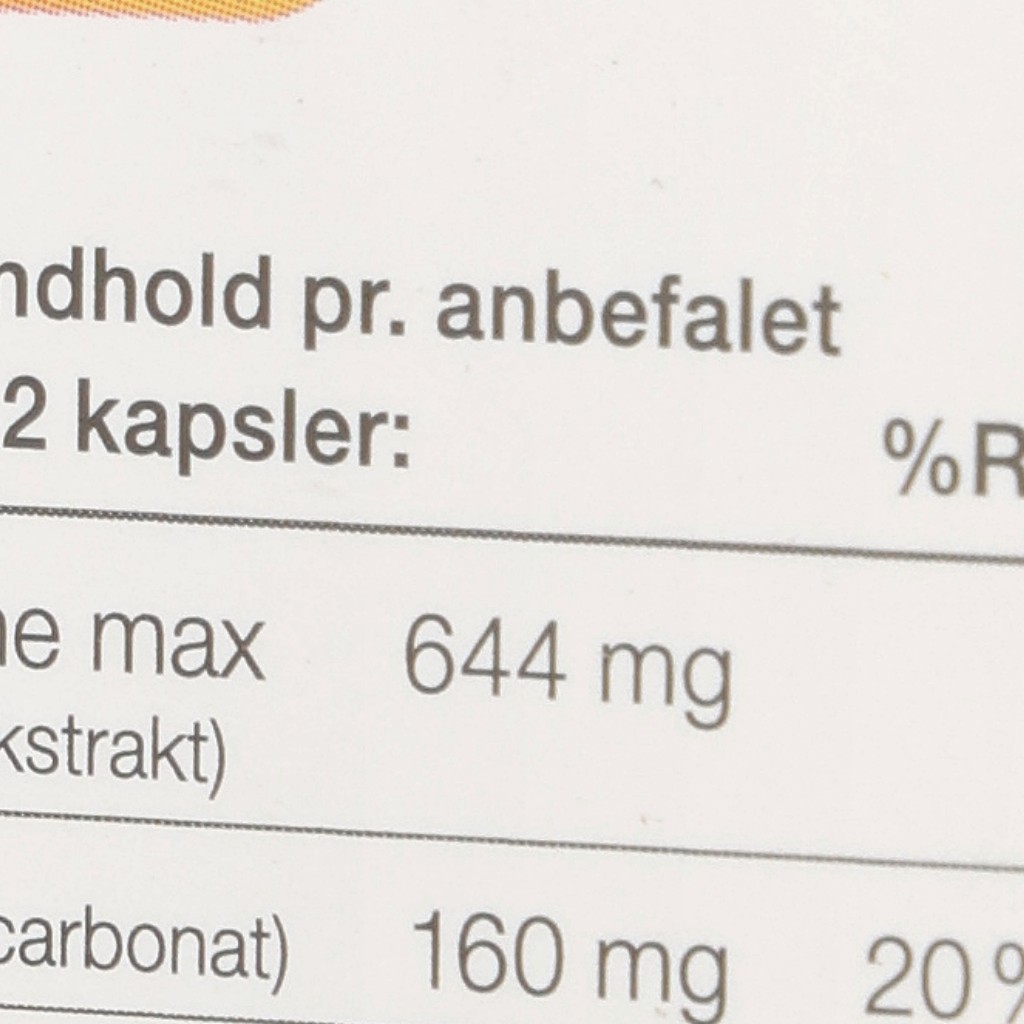 ndhold pr. anbefalet
2 kapsler: %R
ne max 644 mg
kstrakt)
carbonat) 160 mg 20 %